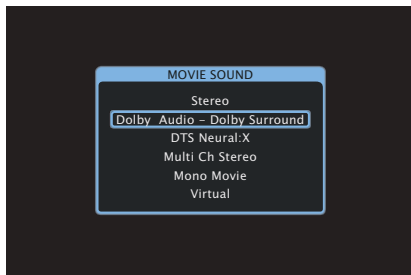 MOVIE SOUND
Stereo
Dolby Audio – Dolby Surround
DTS Neural:X
Multi Ch Stereo
Mono Movie
Virtual